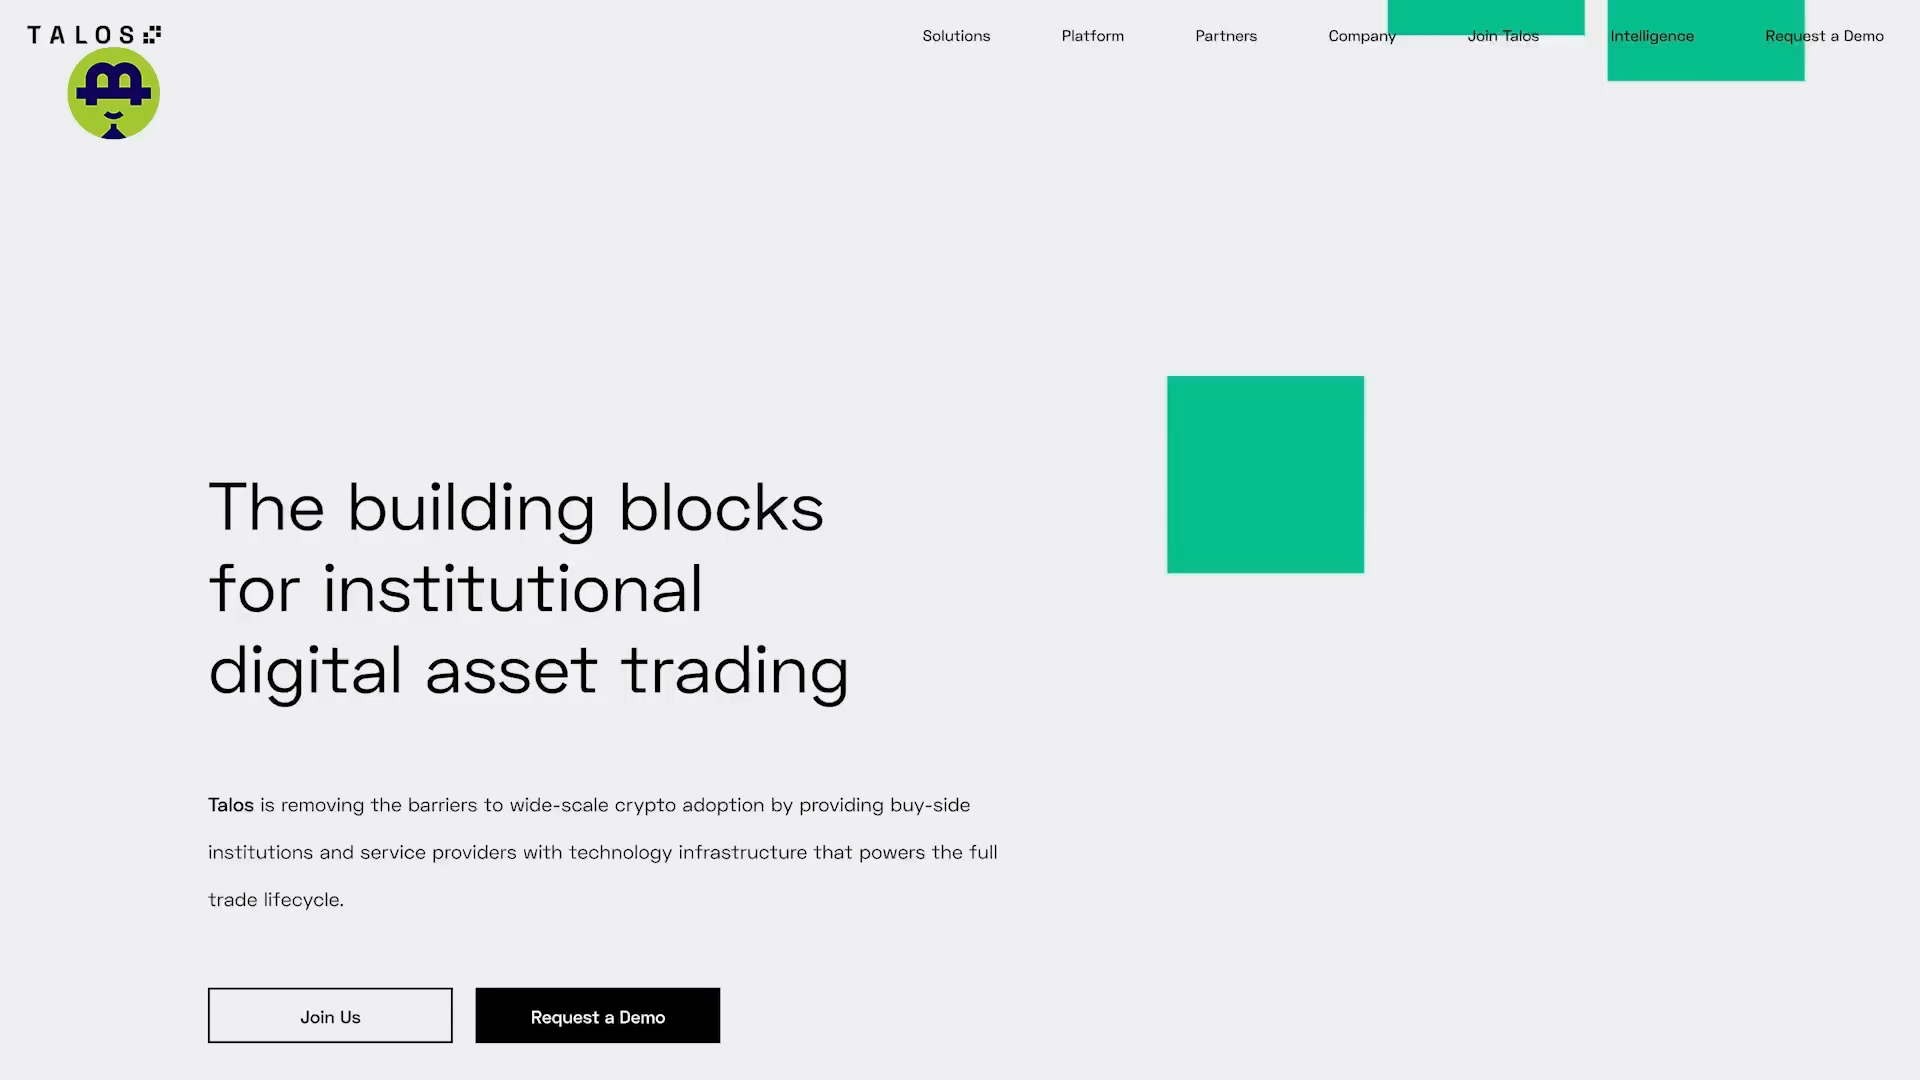 TALOS
Solutions
Platform
Partners
Company
Join Talos
Intelligence
Request a Demo
The building blocks
for institutional
digital asset trading
Talos is removing the barriers to wide-scale crypto adoption by providing buy-side
institutions and service providers with technology infrastructure that powers the full
trade lifecycle.
Join Us
Request a Demo